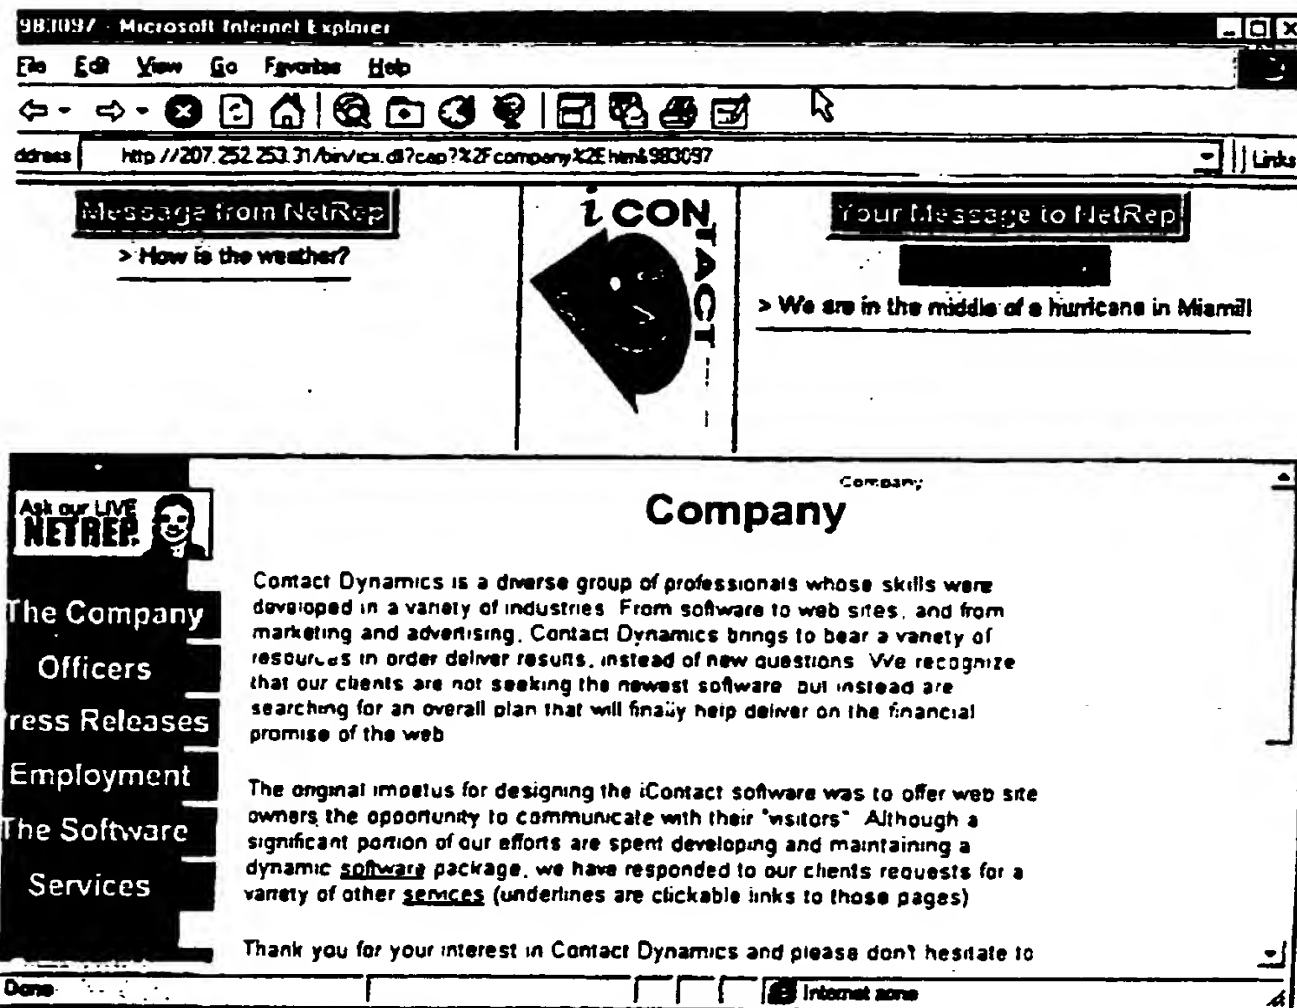 983097 - Microsoft Internet Explorer
File Edit View Go Favorites Help
ddress http //207.252.253.31/bin/icx.dll?cap?%2Fcompany%2Ehtm&983097 Links
Message from NetRep
> How is the weather?
iCONTACT
Your Message to NetRep
> We are in the middle of a hurricane in Miami!!
Ask our LIVE
NETREP.
The Company
Officers
ress Releases
Employment
The Software
Services
Company
Company
Contact Dynamics is a diverse group of professionals whose skills were
developed in a variety of industries From software to web sites, and from
marketing and advertising, Contact Dynamics brings to bear a variety of
resources in order deliver results, instead of new questions We recognize
that our clients are not seeking the newest software but instead are
searching for an overall plan that will finally help deliver on the financial
promise of the web
The original impetus for designing the iContact software was to offer web site
owners the opportunity to communicate with their "visitors" Although a
significant portion of our efforts are spent developing and maintaining a
dynamic software package, we have responded to our clients requests for a
variety of other services (underlines are clickable links to those pages)
Thank you for your interest in Contact Dynamics and please don't hesitate to
Done Internet zone